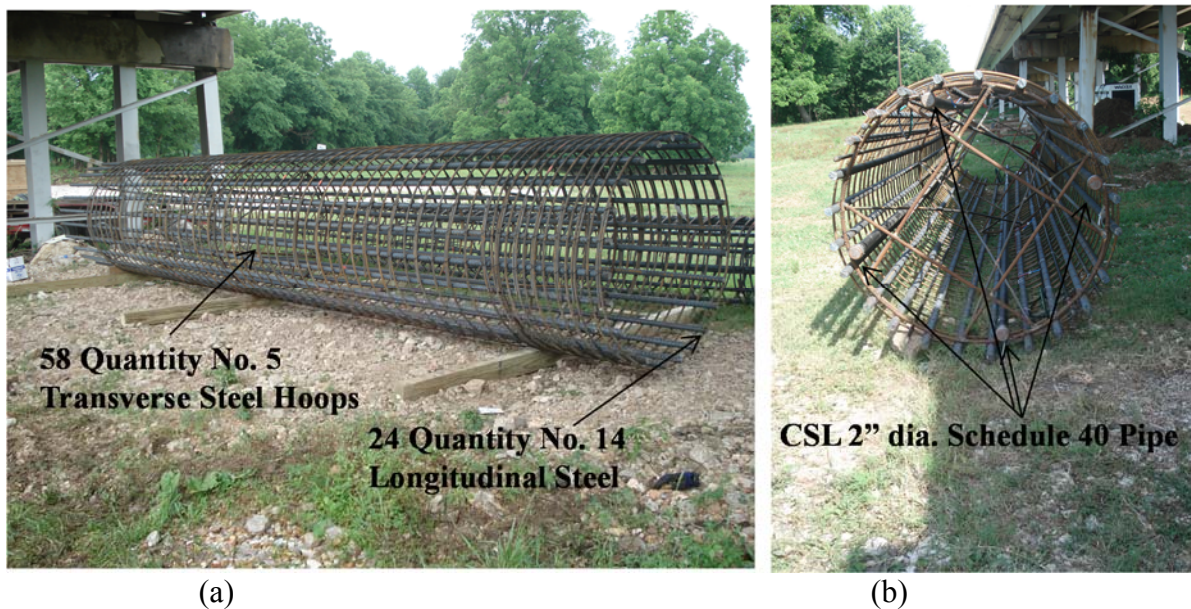 58 Quantity No. 5
Transverse Steel Hoops
24 Quantity No. 14
Longitudinal Steel
CSL 2” dia. Schedule 40 Pipe
(a)
(b)